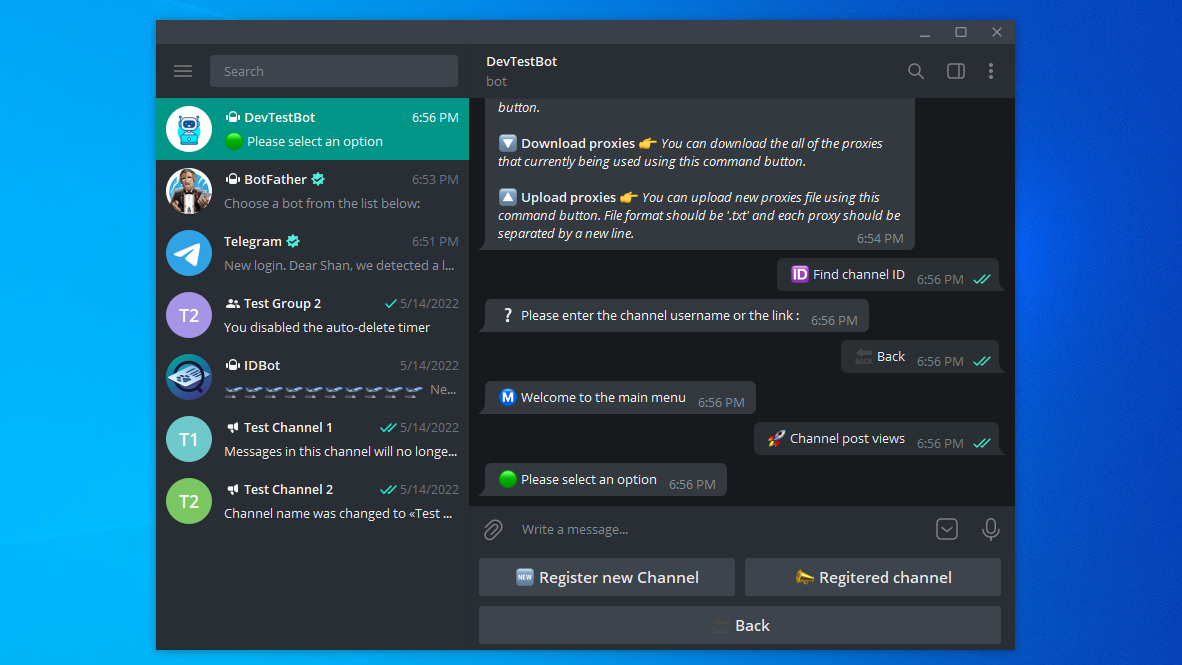 Search
DevTestBot 6:56 PM
Please select an option
BotFather 6:53 PM
Choose a bot from the list below:
Telegram 6:51 PM
New login. Dear Shan, we detected a l...
T2 Test Group 2 5/14/2022
You disabled the auto-delete timer
IDBot 5/14/2022
Ne...
T1 Test Channel 1 5/14/2022
Messages in this channel will no longe...
T2 Test Channel 2 5/14/2022
Channel name was changed to «Test ...
DevTestBot
bot
button.
Download proxies 👉 You can download the all of the proxies
that currently being used using this command button.
Upload proxies 👉 You can upload new proxies file using this
command button. File format should be '.txt' and each proxy should be
separated by a new line.
6:54 PM
🆔 Find channel ID 6:56 PM
❔ Please enter the channel username or the link : 6:56 PM
🔙 Back 6:56 PM
Ⓜ️ Welcome to the main menu 6:56 PM
🚀 Channel post views 6:56 PM
🟢 Please select an option 6:56 PM
Write a message...
🆕 Register new Channel
📣 Regitered channel
🔙 Back